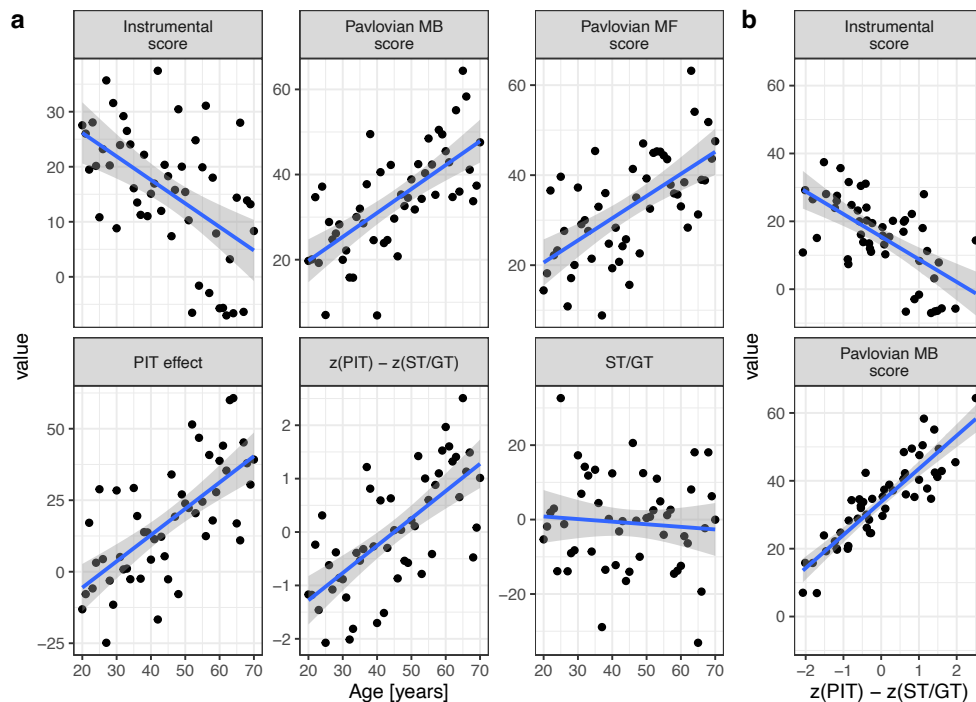 a
b
Instrumental
score
Pavlovian MB
score
Pavlovian MF
score
Instrumental
score
30
20
10
0
60
40
20
60
40
20
40
30
20
10
0
value
value
PIT effect
z(PIT) − z(ST/GT)
ST/GT
Pavlovian MB
score
50
25
0
−25
2
1
0
−1
−2
20
0
−20
60
40
20
0
20 30 40 50 60 70
20 30 40 50 60 70
20 30 40 50 60 70
−2 −1 0 1 2
Age [years]
z(PIT) − z(ST/GT)